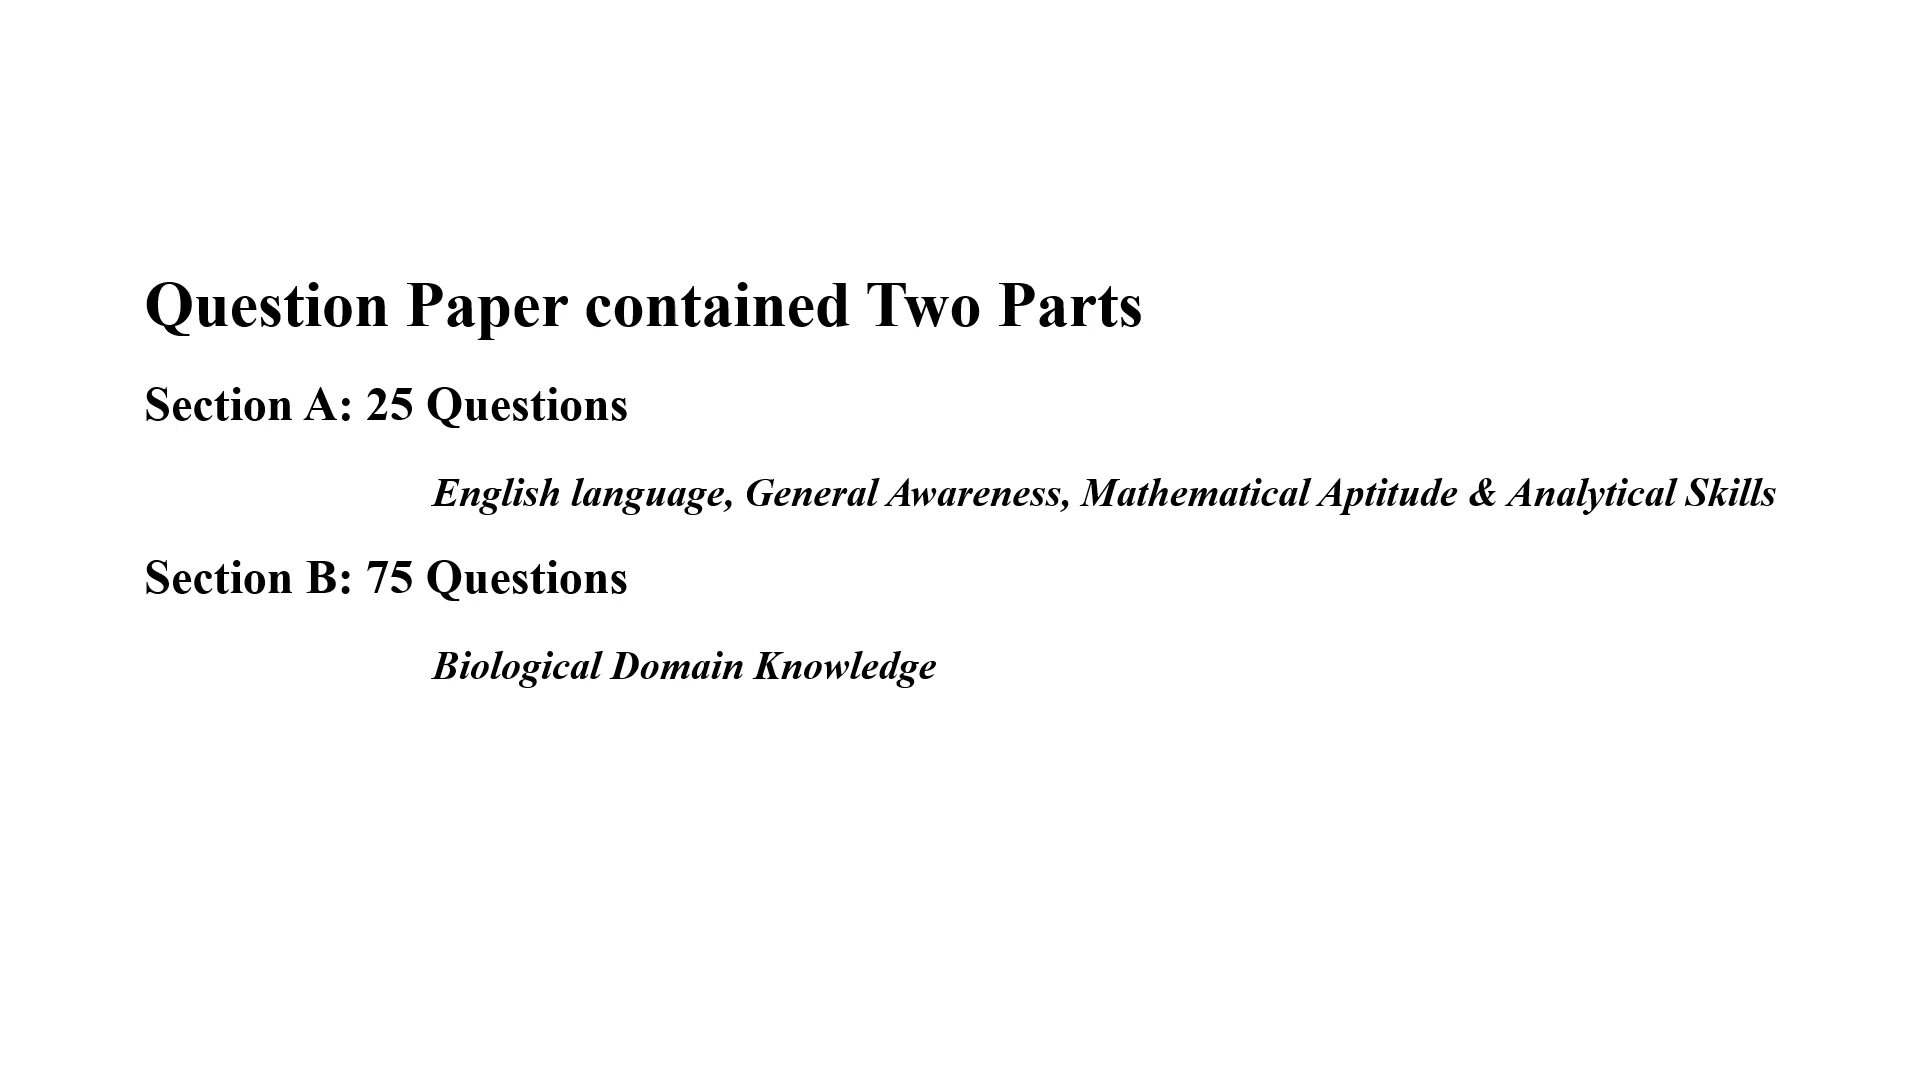 Question Paper contained Two Parts
Section A: 25 Questions
English language, General Awareness, Mathematical Aptitude & Analytical Skills
Section B: 75 Questions
Biological Domain Knowledge